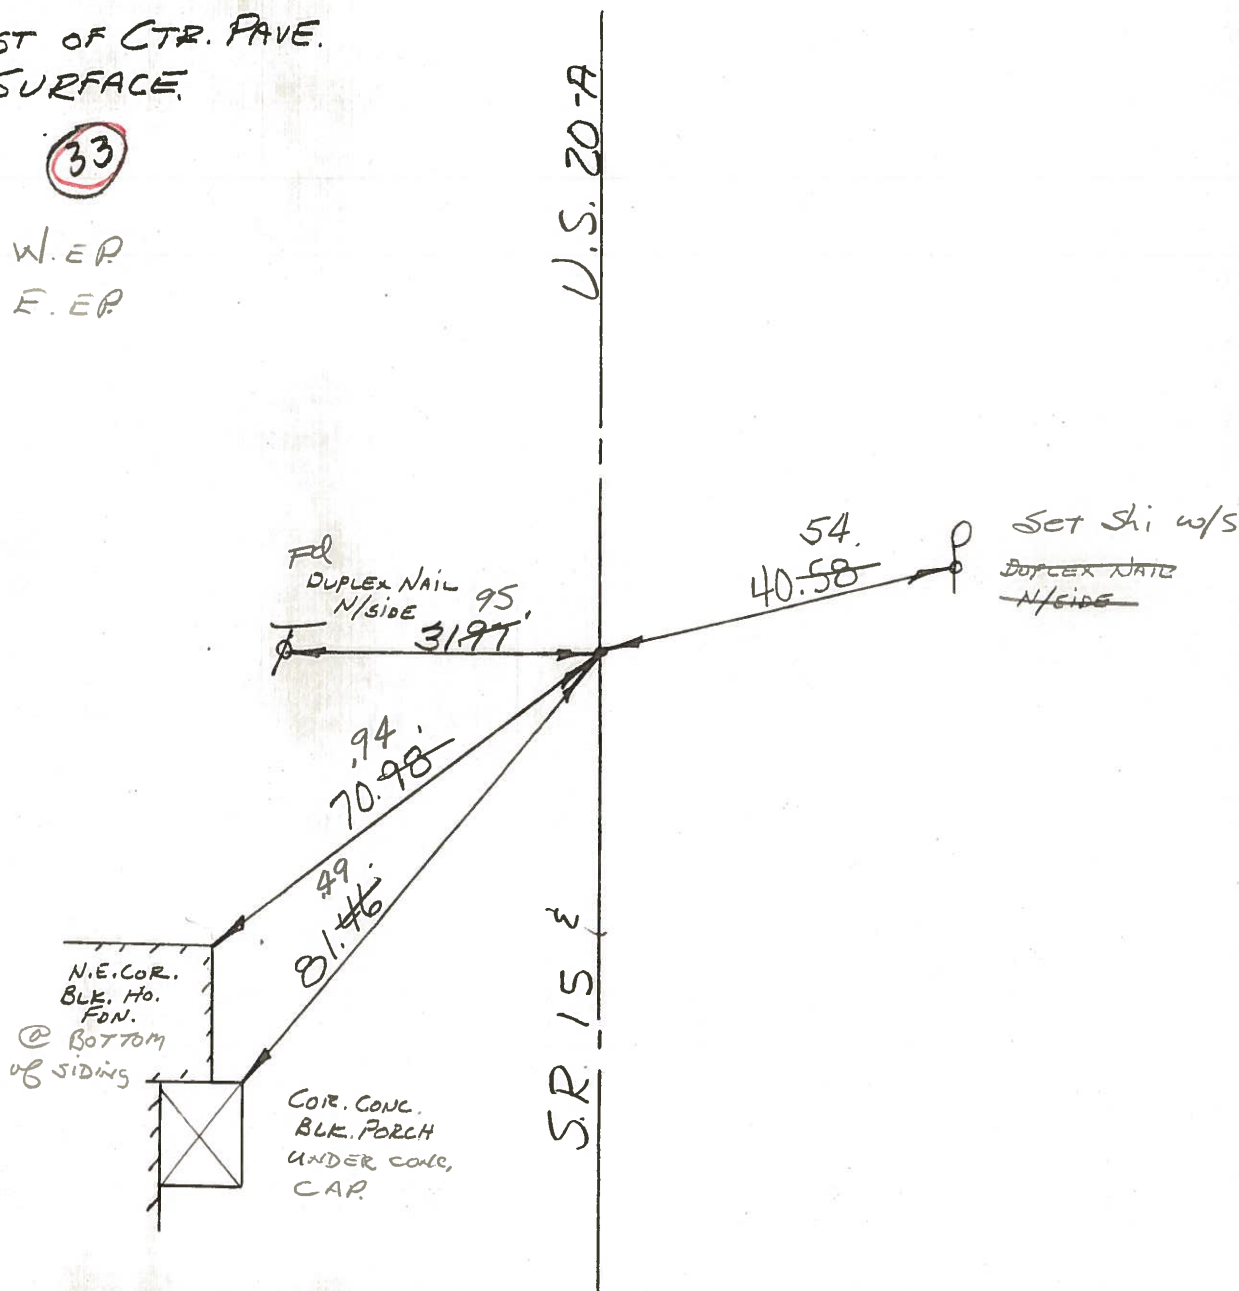 ST OF CTR. PAVE.
SURFACE.
33
W. EP.
E. EP.
U.S. 20-A
Fd
DUPLEX NAIL
N/SIDE
95.
31.97
54.
40.58
Set Shi w/s
DUPLEX NAIL
N/SIDE
.94
70.98
.49
81.46
N.E. COR.
BLK. HO.
FDN.
@ BOTTOM
of SIDING
COR. CONC.
BLK. PORCH
UNDER CONC.
CAP.
S.R. 15